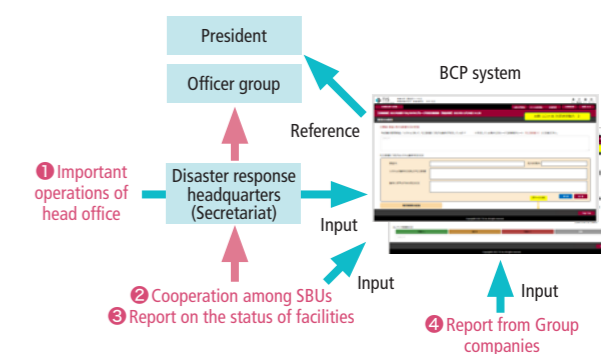 President
BCP system
Officer group
Reference
❶ Important
operations of
head office
Disaster response
headquarters
(Secretariat)
Input
❷ Cooperation among SBUs
❸ Report on the status of facilities
Input
Input
❹ Report from Group
companies